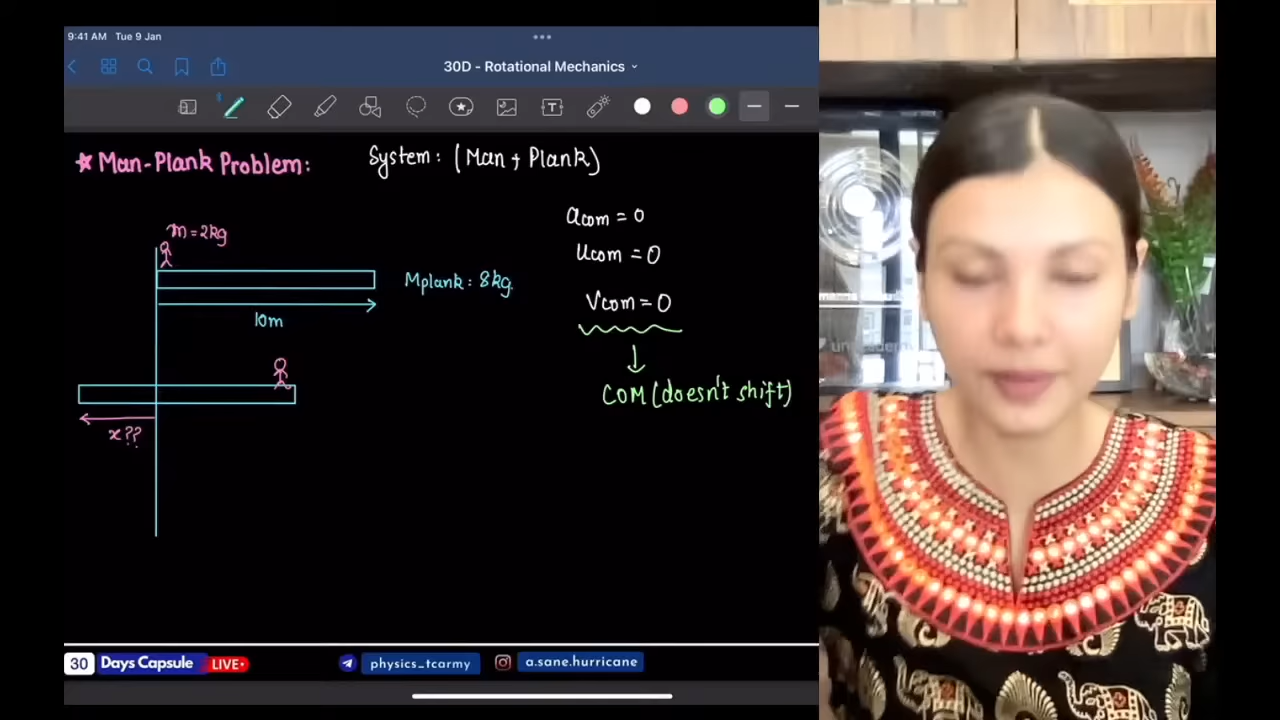 9:41 AM Tue 9 Jan
30D - Rotational Mechanics
★ Man-Plank Problem: System: (Man + Plank)
m = 2kg
acom = 0
ucom = 0
Mplank: 8kg.
Vcom = 0
10m
COM (doesn't shift)
x??
30 Days Capsule LIVE
physics_tcarmy
a.sane.hurricane